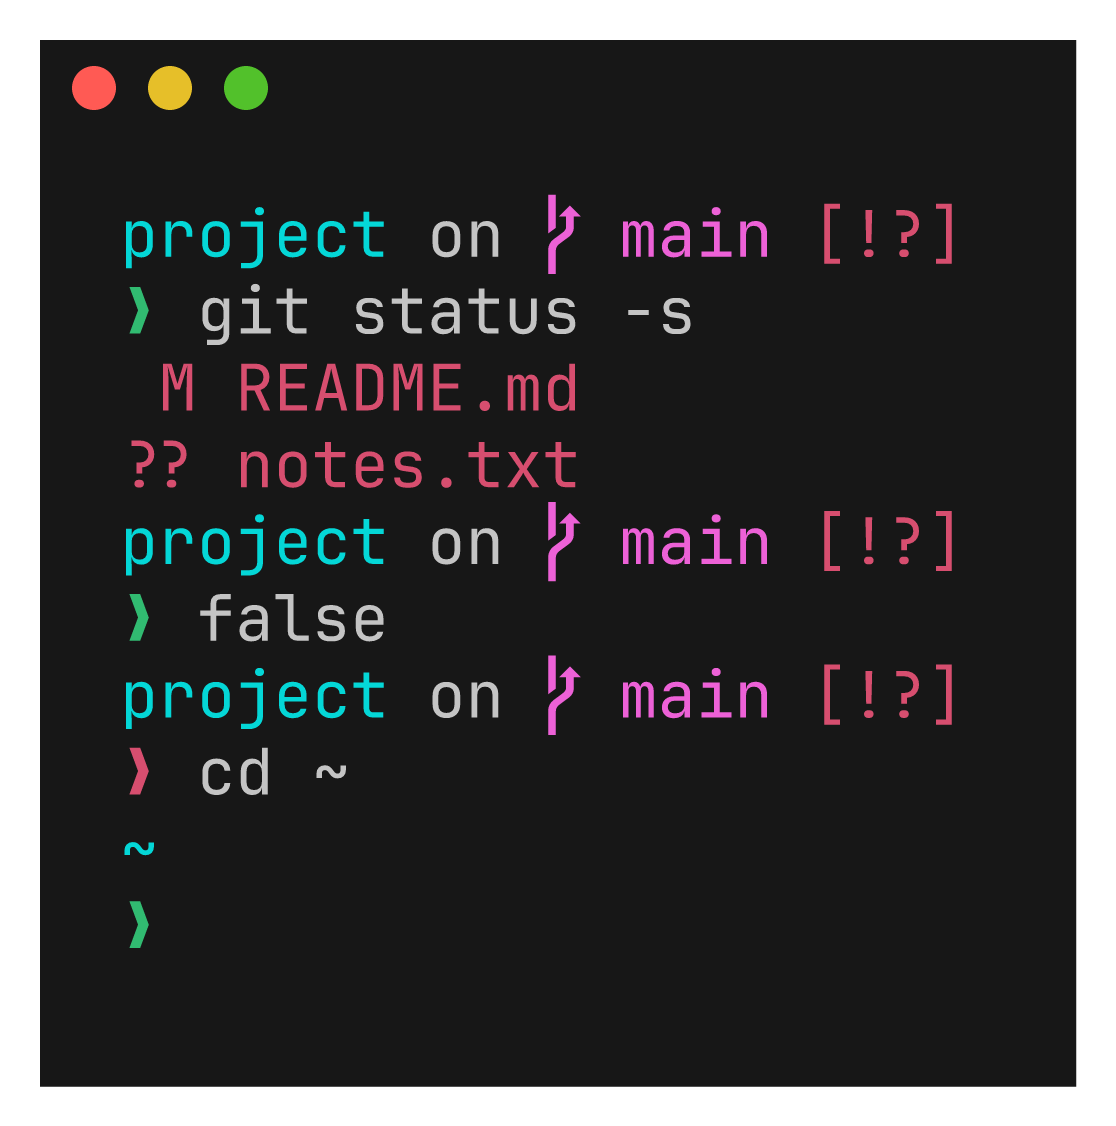 project on  main [!?]
❯ git status -s
 M README.md
?? notes.txt
project on  main [!?]
❯ false
project on  main [!?]
❯ cd ~
~
❯